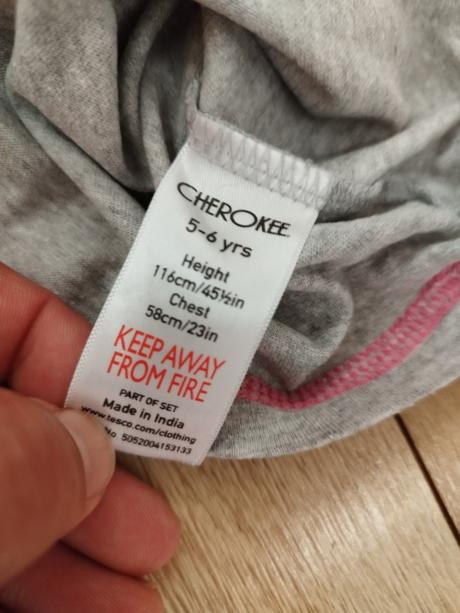 CHEROKEE
5-6 yrs
Height
116cm/45½in
Chest
58cm/23in
KEEP AWAY
FROM FIRE
PART OF SET
Made in India
www.tesco.com/clothing
No 5052004153133